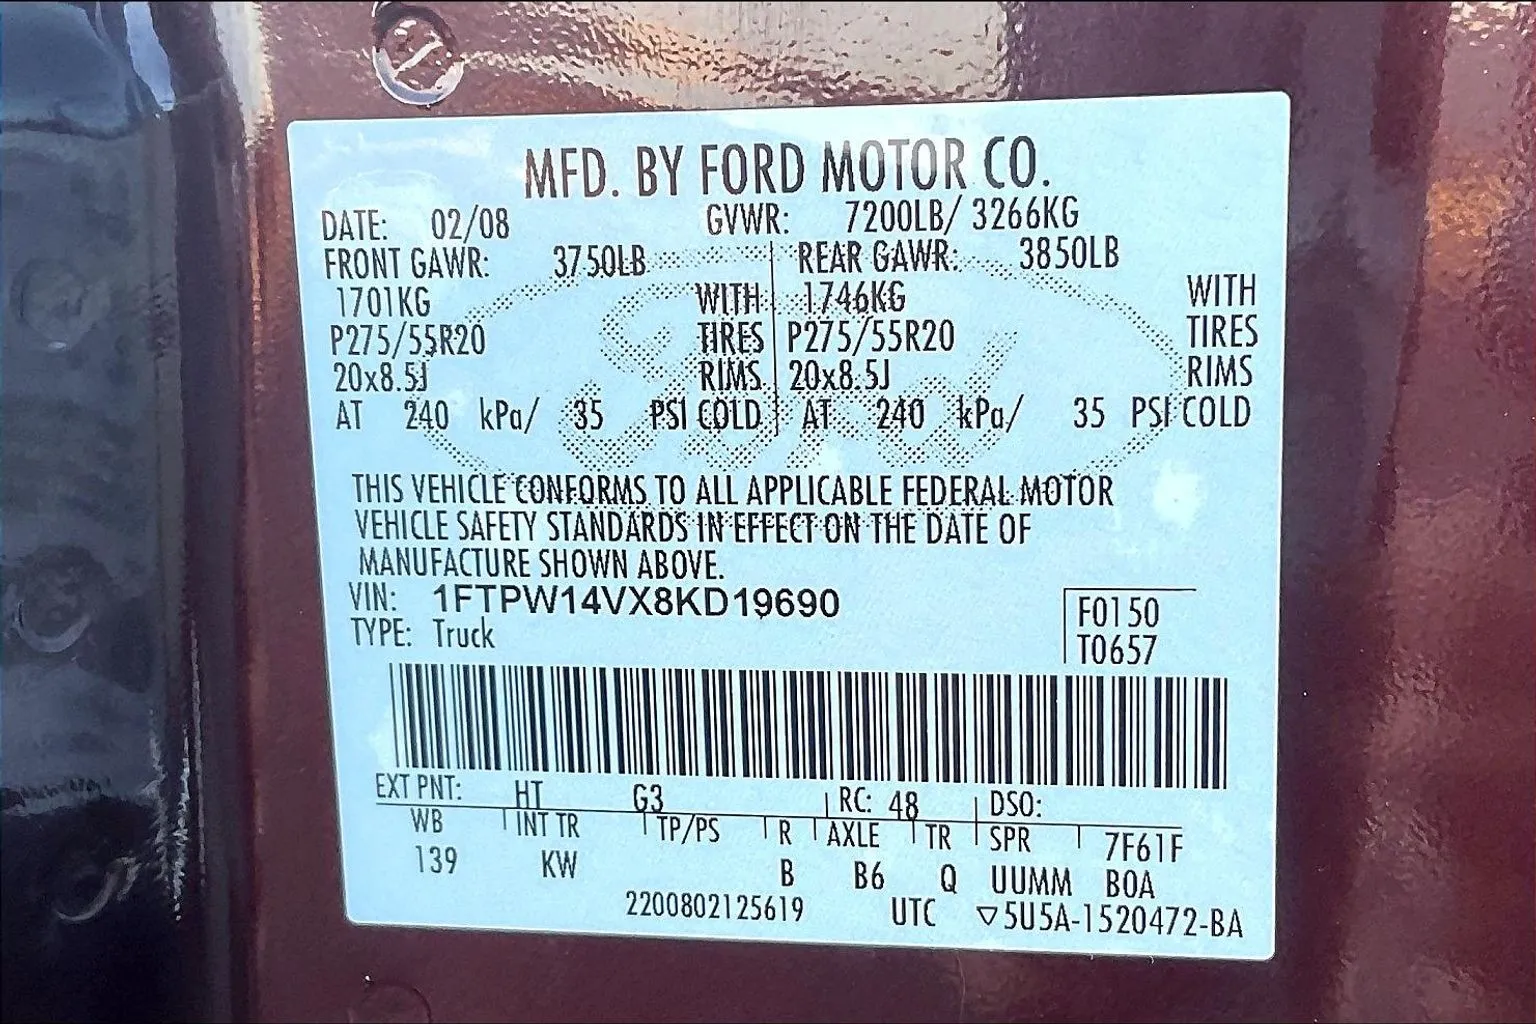 MFD. BY FORD MOTOR CO.
DATE: 02/08 GVWR: 7200LB/ 3266KG
FRONT GAWR: 3750LB REAR GAWR: 3850LB
1701KG WITH 1746KG WITH
P275/55R20 TIRES P275/55R20 TIRES
20x8.5J RIMS 20x8.5J RIMS
AT 240 kPa/ 35 PSI COLD AT 240 kPa/ 35 PSI COLD
THIS VEHICLE CONFORMS TO ALL APPLICABLE FEDERAL MOTOR
VEHICLE SAFETY STANDARDS IN EFFECT ON THE DATE OF
MANUFACTURE SHOWN ABOVE.
VIN: 1FTPW14VX8KD19690
F0150
TYPE: Truck
T0657
EXT PNT: HT G3 RC: 48 DSO:
WB INT TR TP/PS R AXLE TR SPR 7F61F
139 KW B B6 Q UUMM BOA
2200802125619 UTC ▽5U5A-1520472-BA
Ford